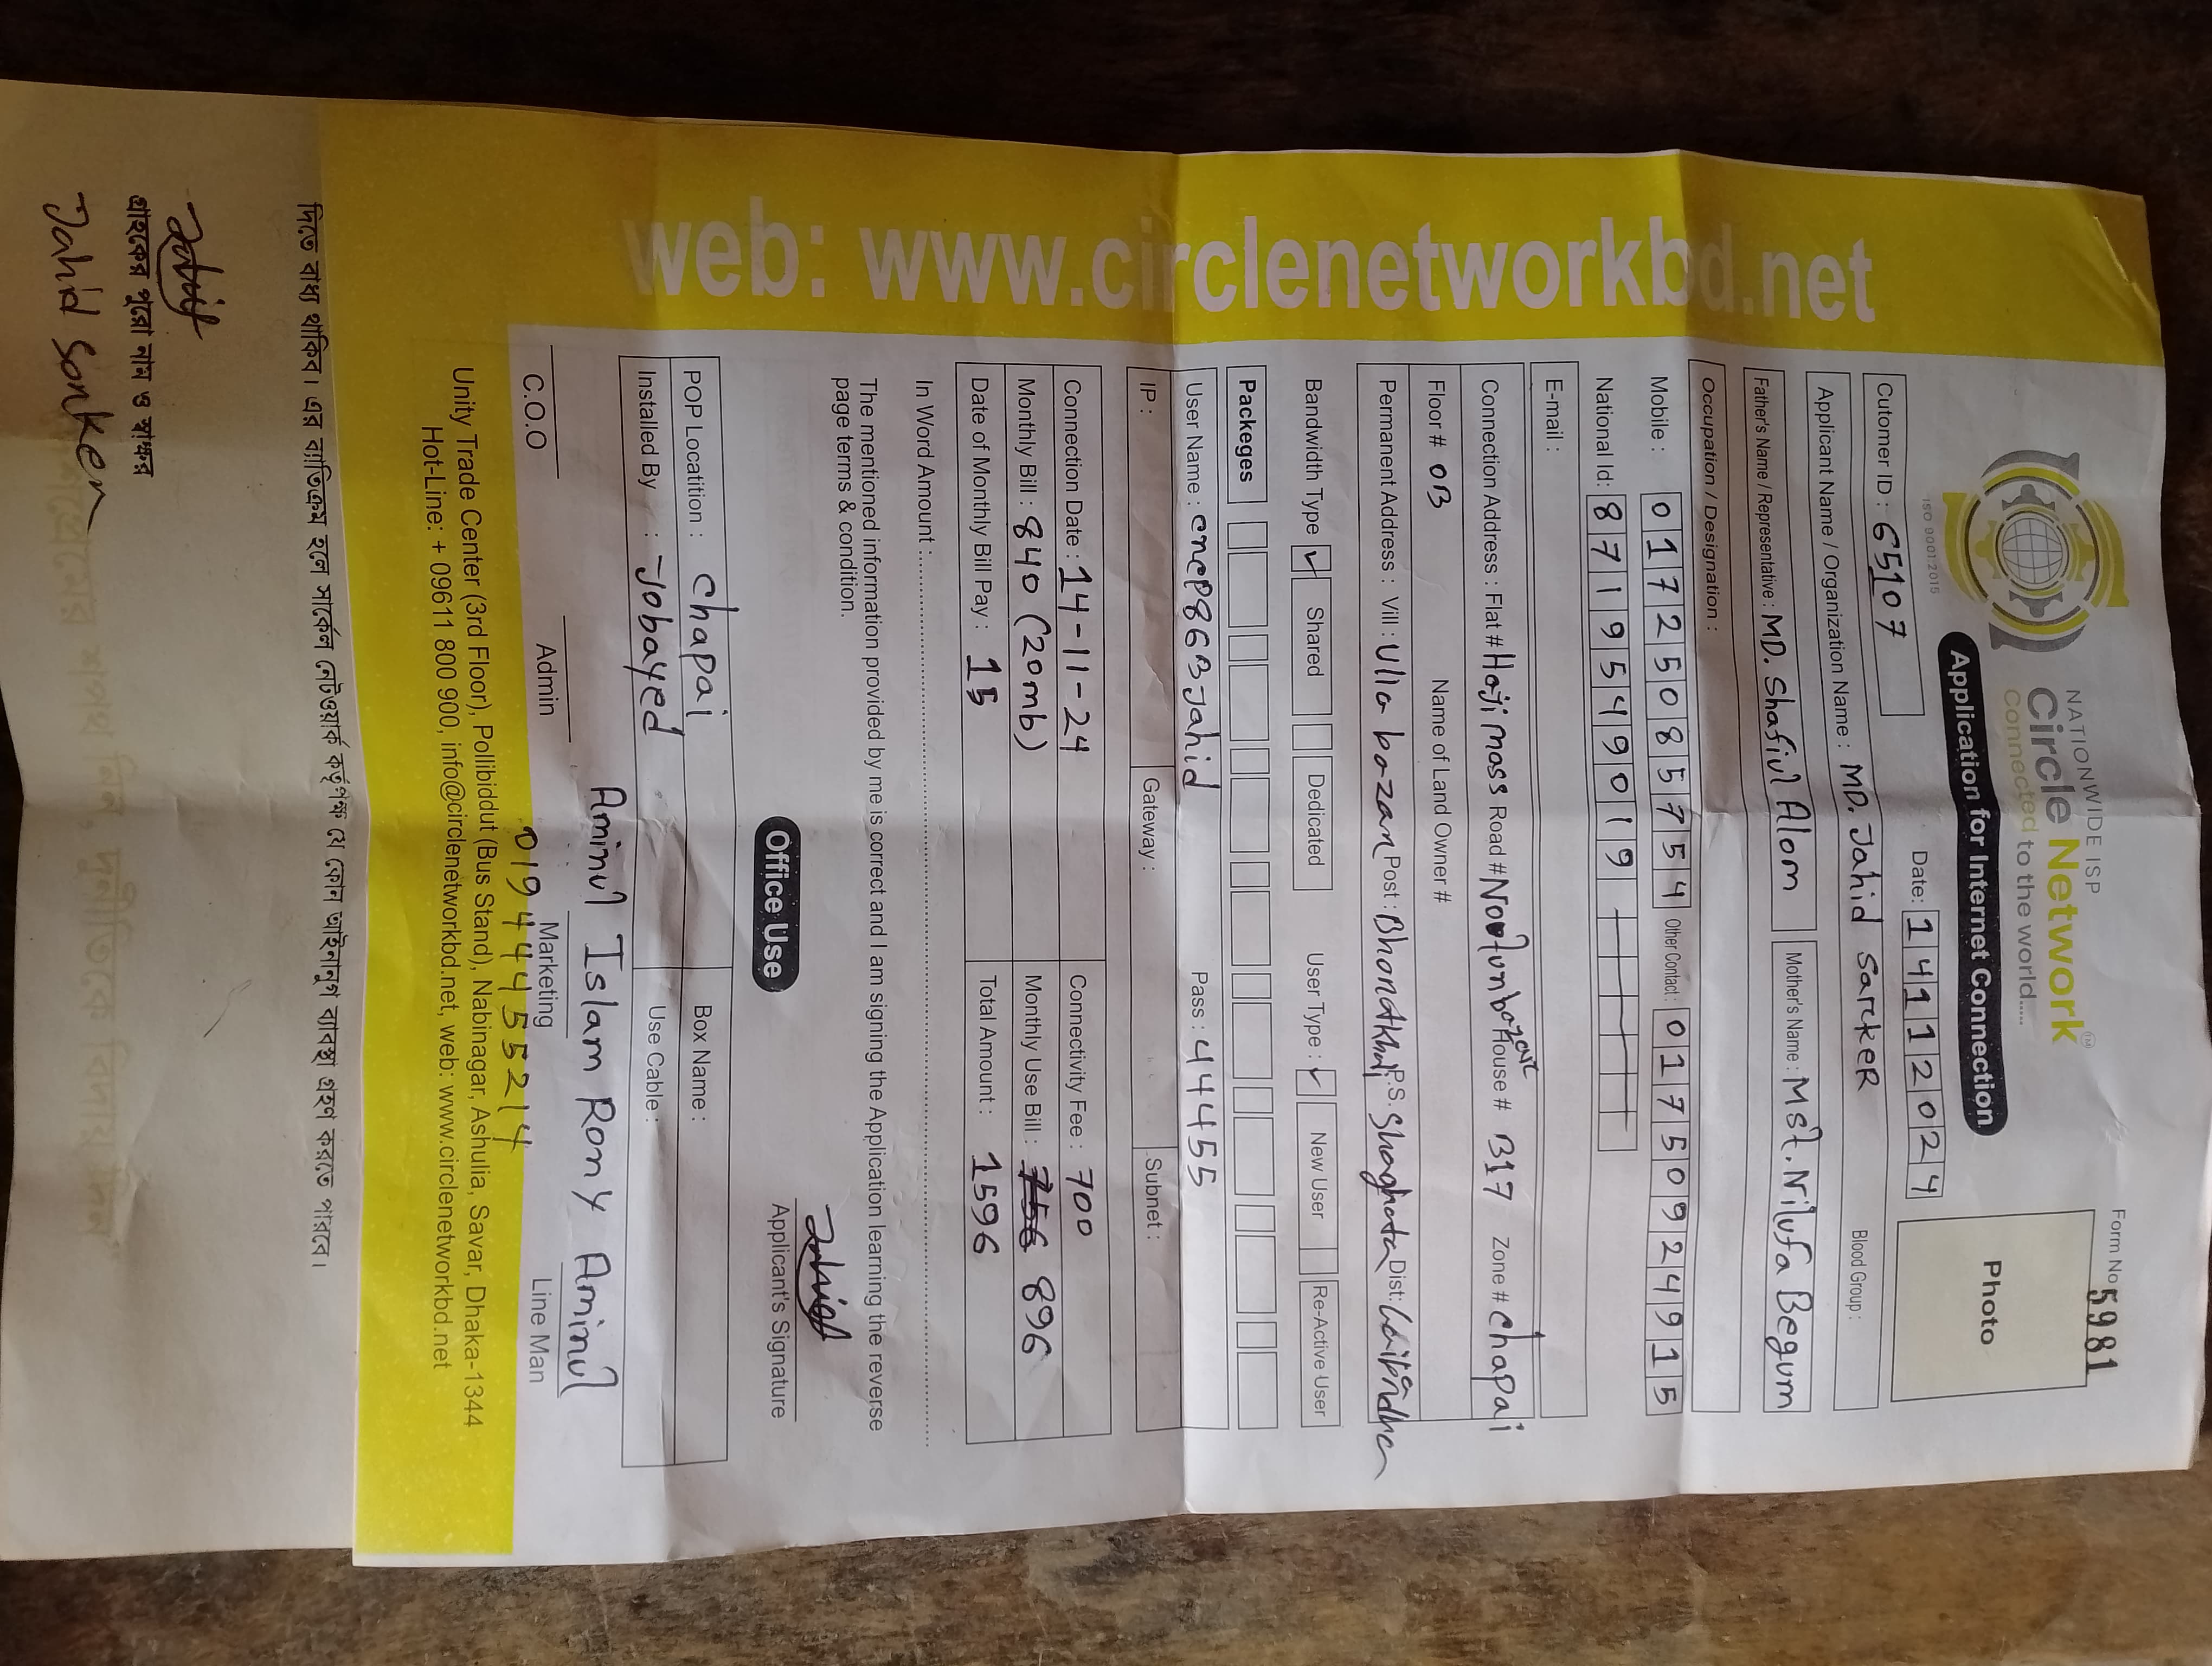 Form No 5981
NATIONWIDE ISP
Circle Network TM
Connected to the world.....
ISO 9001:2015
Application for Internet Connection
Photo
Cutomer ID : 65107 Date: 14112024
Applicant Name / Organization Name : MD. Jahid SarckeR Blood Group :
Father's Name / Representative : MD. Shafiul Alom Mother's Name : Mst. Nilufa Begum
Occupation / Designation :
Mobile : 01725085754 Other Contact : 01750924915
National Id: 8719549019
E-mail :
Connection Address : Flat # Haji mass Road # House # 317 Zone # chapai
Floor # 03 Name of Land Owner #
Permanent Address : Vill : Ulla bazar Post : P.S. Shaghata Dist: Gaibandha
Bandwidth Type Shared Dedicated User Type : New User Re-Active User
Packeges
User Name : cncp863jahid Pass : 44455
IP : Gateway : Subnet :
Connection Date : 14-11-24 Connectivity Fee : 700
Monthly Bill : 840 (20mb) Monthly Use Bill : 756 896
Date of Monthly Bill Pay : 15 Total Amount : 1596
In Word Amount :
The mentioned information provided by me is correct and I am signing the Application learning the reverse
page terms & condition.
Applicant's Signature
Office Use
POP Locatition : chapai Box Name :
Installed By : Jobayed Use Cable :
Aminul Islam Rony Aminul
C.O.O Admin Marketing Line Man
01944455214
Unity Trade Center (3rd Floor), Pollibiddut (Bus Stand), Nabinagar, Ashulia, Savar, Dhaka-1344
Hot-Line: + 09611 800 900, info@circlenetworkbd.net, web: www.circlenetworkbd.net
web: www.circlenetworkbd.net
দিতে বাধ্য থাকিব। এর ব্যতিক্রম হলে সার্কেল নেটওয়ার্ক কর্তৃপক্ষ যে কোন আইনানুগ ব্যাবস্থা গ্রহণ করতে পারবে।
গ্রাহকের পুরো নাম ও স্বাক্ষর
Jahid Sarker